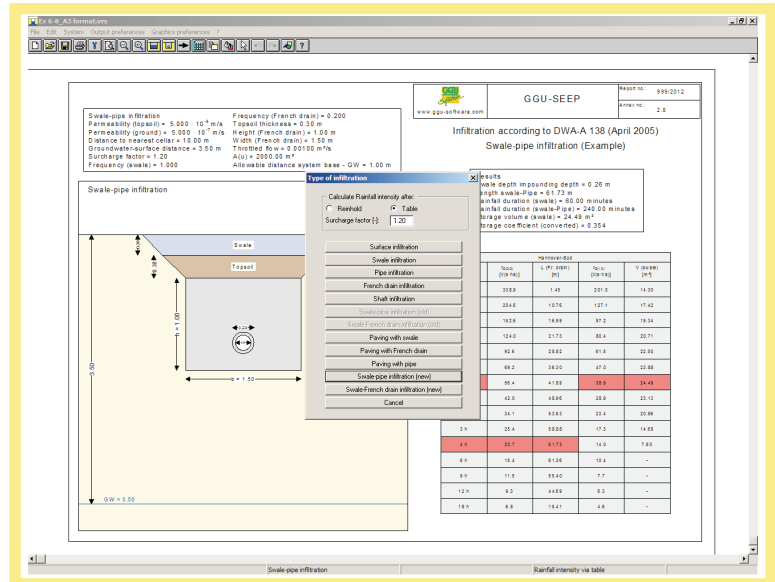 Ex 6-8_A3 format.vrs
File Edit System Output preferences Graphics preferences ?
GGU
Software
www.ggu-software.com
GGU-SEEP
Report no.: 999/2012
Annex no.: 2.8
Swale-pipe infiltration
Permeability (topsoil) = 5.000 · 10
m/s
Permeability (ground) = 5.000 · 10-7 m/s
Distance to nearest cellar = 10.00 m
Groundwater-surface distance = 3.50 m
Surcharge factor = 1.20
Frequency (swale) = 1.000
Frequency (French drain) = 0.200
Topsoil thickness = 0.30 m
Height (French drain) = 1.00 m
Width (French drain) = 1.50 m
Throttled flow = 0.00100 m³/s
A(u) = 2000.00 m²
Allowable distance system base - GW = 1.00 m
Infiltration according to DWA-A 138 (April 2005)
Swale-pipe infiltration (Example)
Swale-pipe infiltration
Swale
Topsoil
0.30
h = 1.00
b = 1.50
3.50
GW = 3.50
Type of infiltration
Calculate Rainfall intensity after:
Reinhold
Table
Surcharge factor [-]: 1.20
Surface infiltration
Swale infiltration
Pipe infiltration
French drain infiltration
Shaft infiltration
Swale-pipe infiltration (old)
Swale-French drain infiltration (old)
Paving with swale
Paving with French drain
Paving with pipe
Swale-pipe infiltration (new)
Swale-French drain infiltration (new)
Cancel
sults
wale depth impounding depth = 0.26 m
ngth swale-Pipe = 61.73 m
ainfall duration (swale) = 60.00 minutes
ainfall duration (swale-Pipe) = 240.00 minutes
torage volume (swale) = 24.49 m³
torage coefficient (converted) = 0.354
Hannover-Süd
L (Fr. drain) [m]
V (swale) [m³]
338.9 1.45 201.0 14.30
204.8 10.76 127.1 17.42
152.6 16.95 97.2 19.34
124.0 21.73 80.4 20.71
92.6 28.82 61.5 22.50
69.2 36.30 47.0 23.88
56.4 41.89 38.9 24.49
42.0 48.96 28.9 23.13
34.1 53.63 23.4 20.86
3 h 25.4 58.88 17.3 14.68
4 h 20.7 61.73 14.0 7.60
6 h 15.4 61.36 10.4 -
9 h 11.5 55.40 7.7 -
12 h 9.3 44.69 6.3 -
18 h 6.8 15.41 4.6 -
Swale-pipe infiltration
Rainfall intensity via table